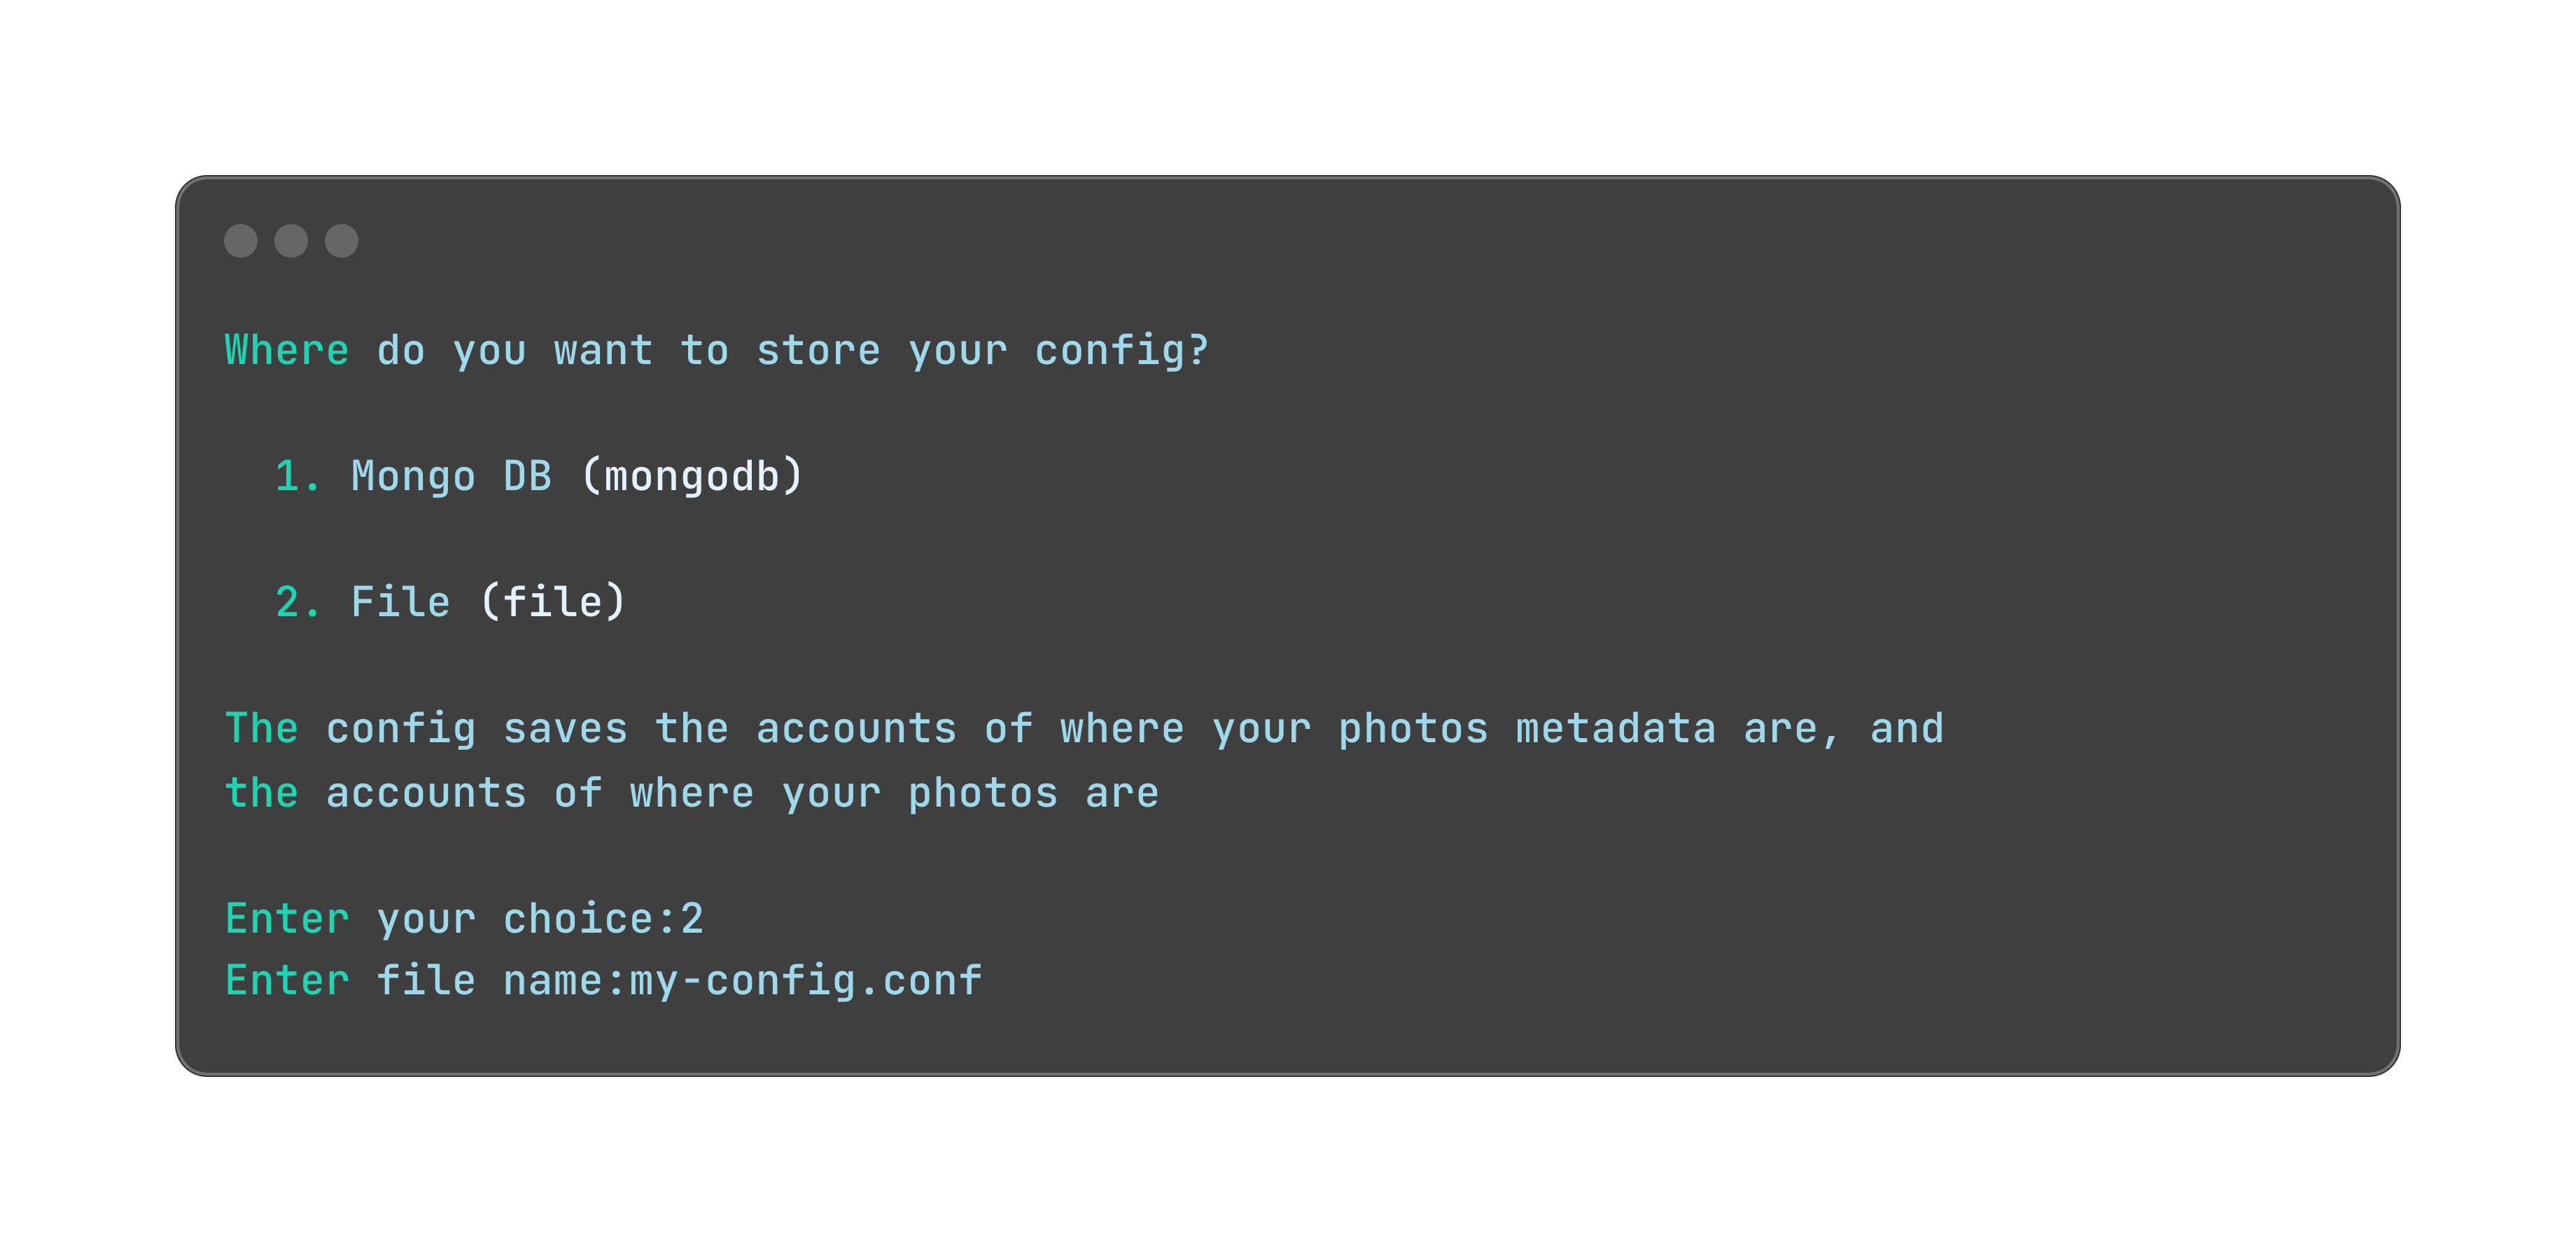 Where do you want to store your config?
1. Mongo DB (mongodb)
2. File (file)
The config saves the accounts of where your photos metadata are, and
the accounts of where your photos are
Enter your choice:2
Enter file name:my-config.conf